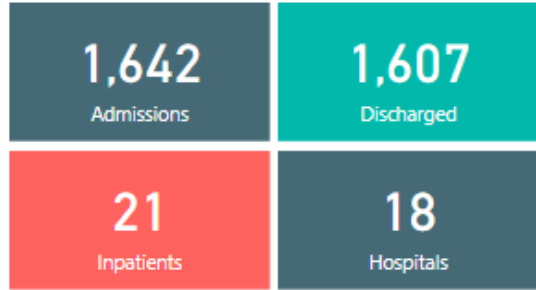 1,642
Admissions
1,607
Discharged
21
Inpatients
18
Hospitals